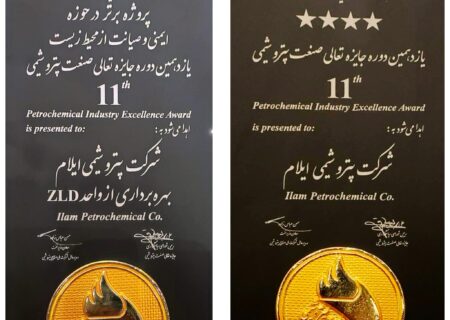 پروژه برتر در حوزه
ایمنی و صیانت از محیط زیست
یازدهمین دوره جایزه تعالی صنعت پتروشیمی
11th
Petrochemical Industry Excellence Award
is presented to: اهدا می شود به :
شرکت پتروشیمی ایلام
بهره برداری از واحد ZLD
Ilam Petrochemical Co.
یازدهمین دوره جایزه تعالی صنعت پتروشیمی
11th
Petrochemical Industry Excellence Award
is presented to: اهدا می شود به :
شرکت پتروشیمی ایلام
Ilam Petrochemical Co.